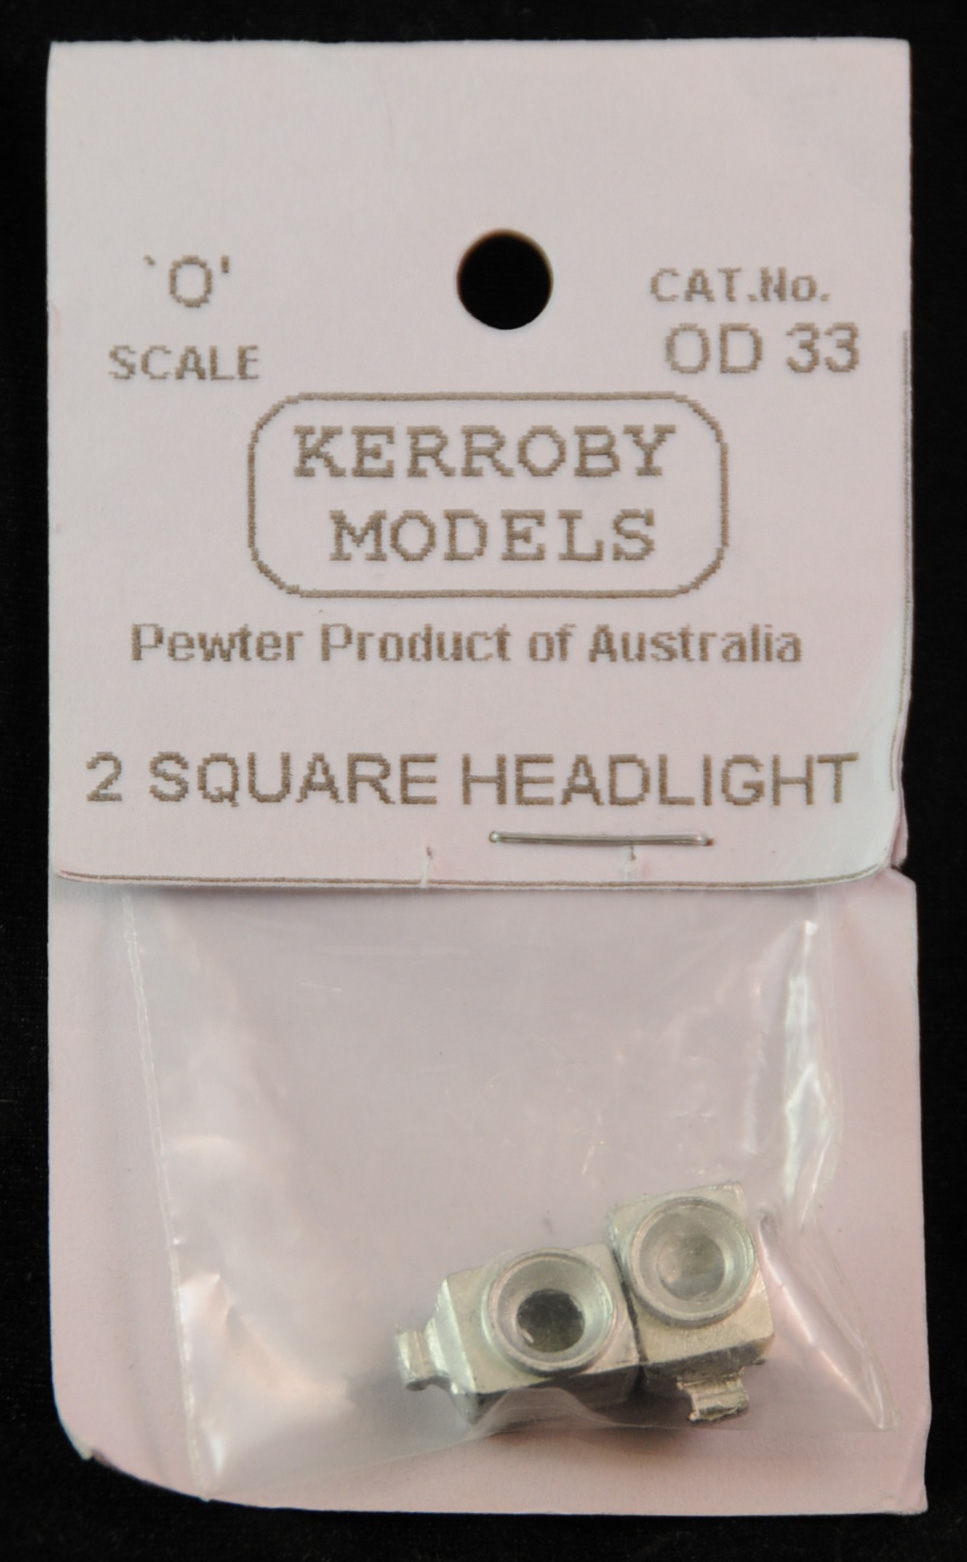 `O'
SCALE
CAT.No.
OD 33
KERROBY
MODELS
Pewter Product of Australia
2 SQUARE HEADLIGHT